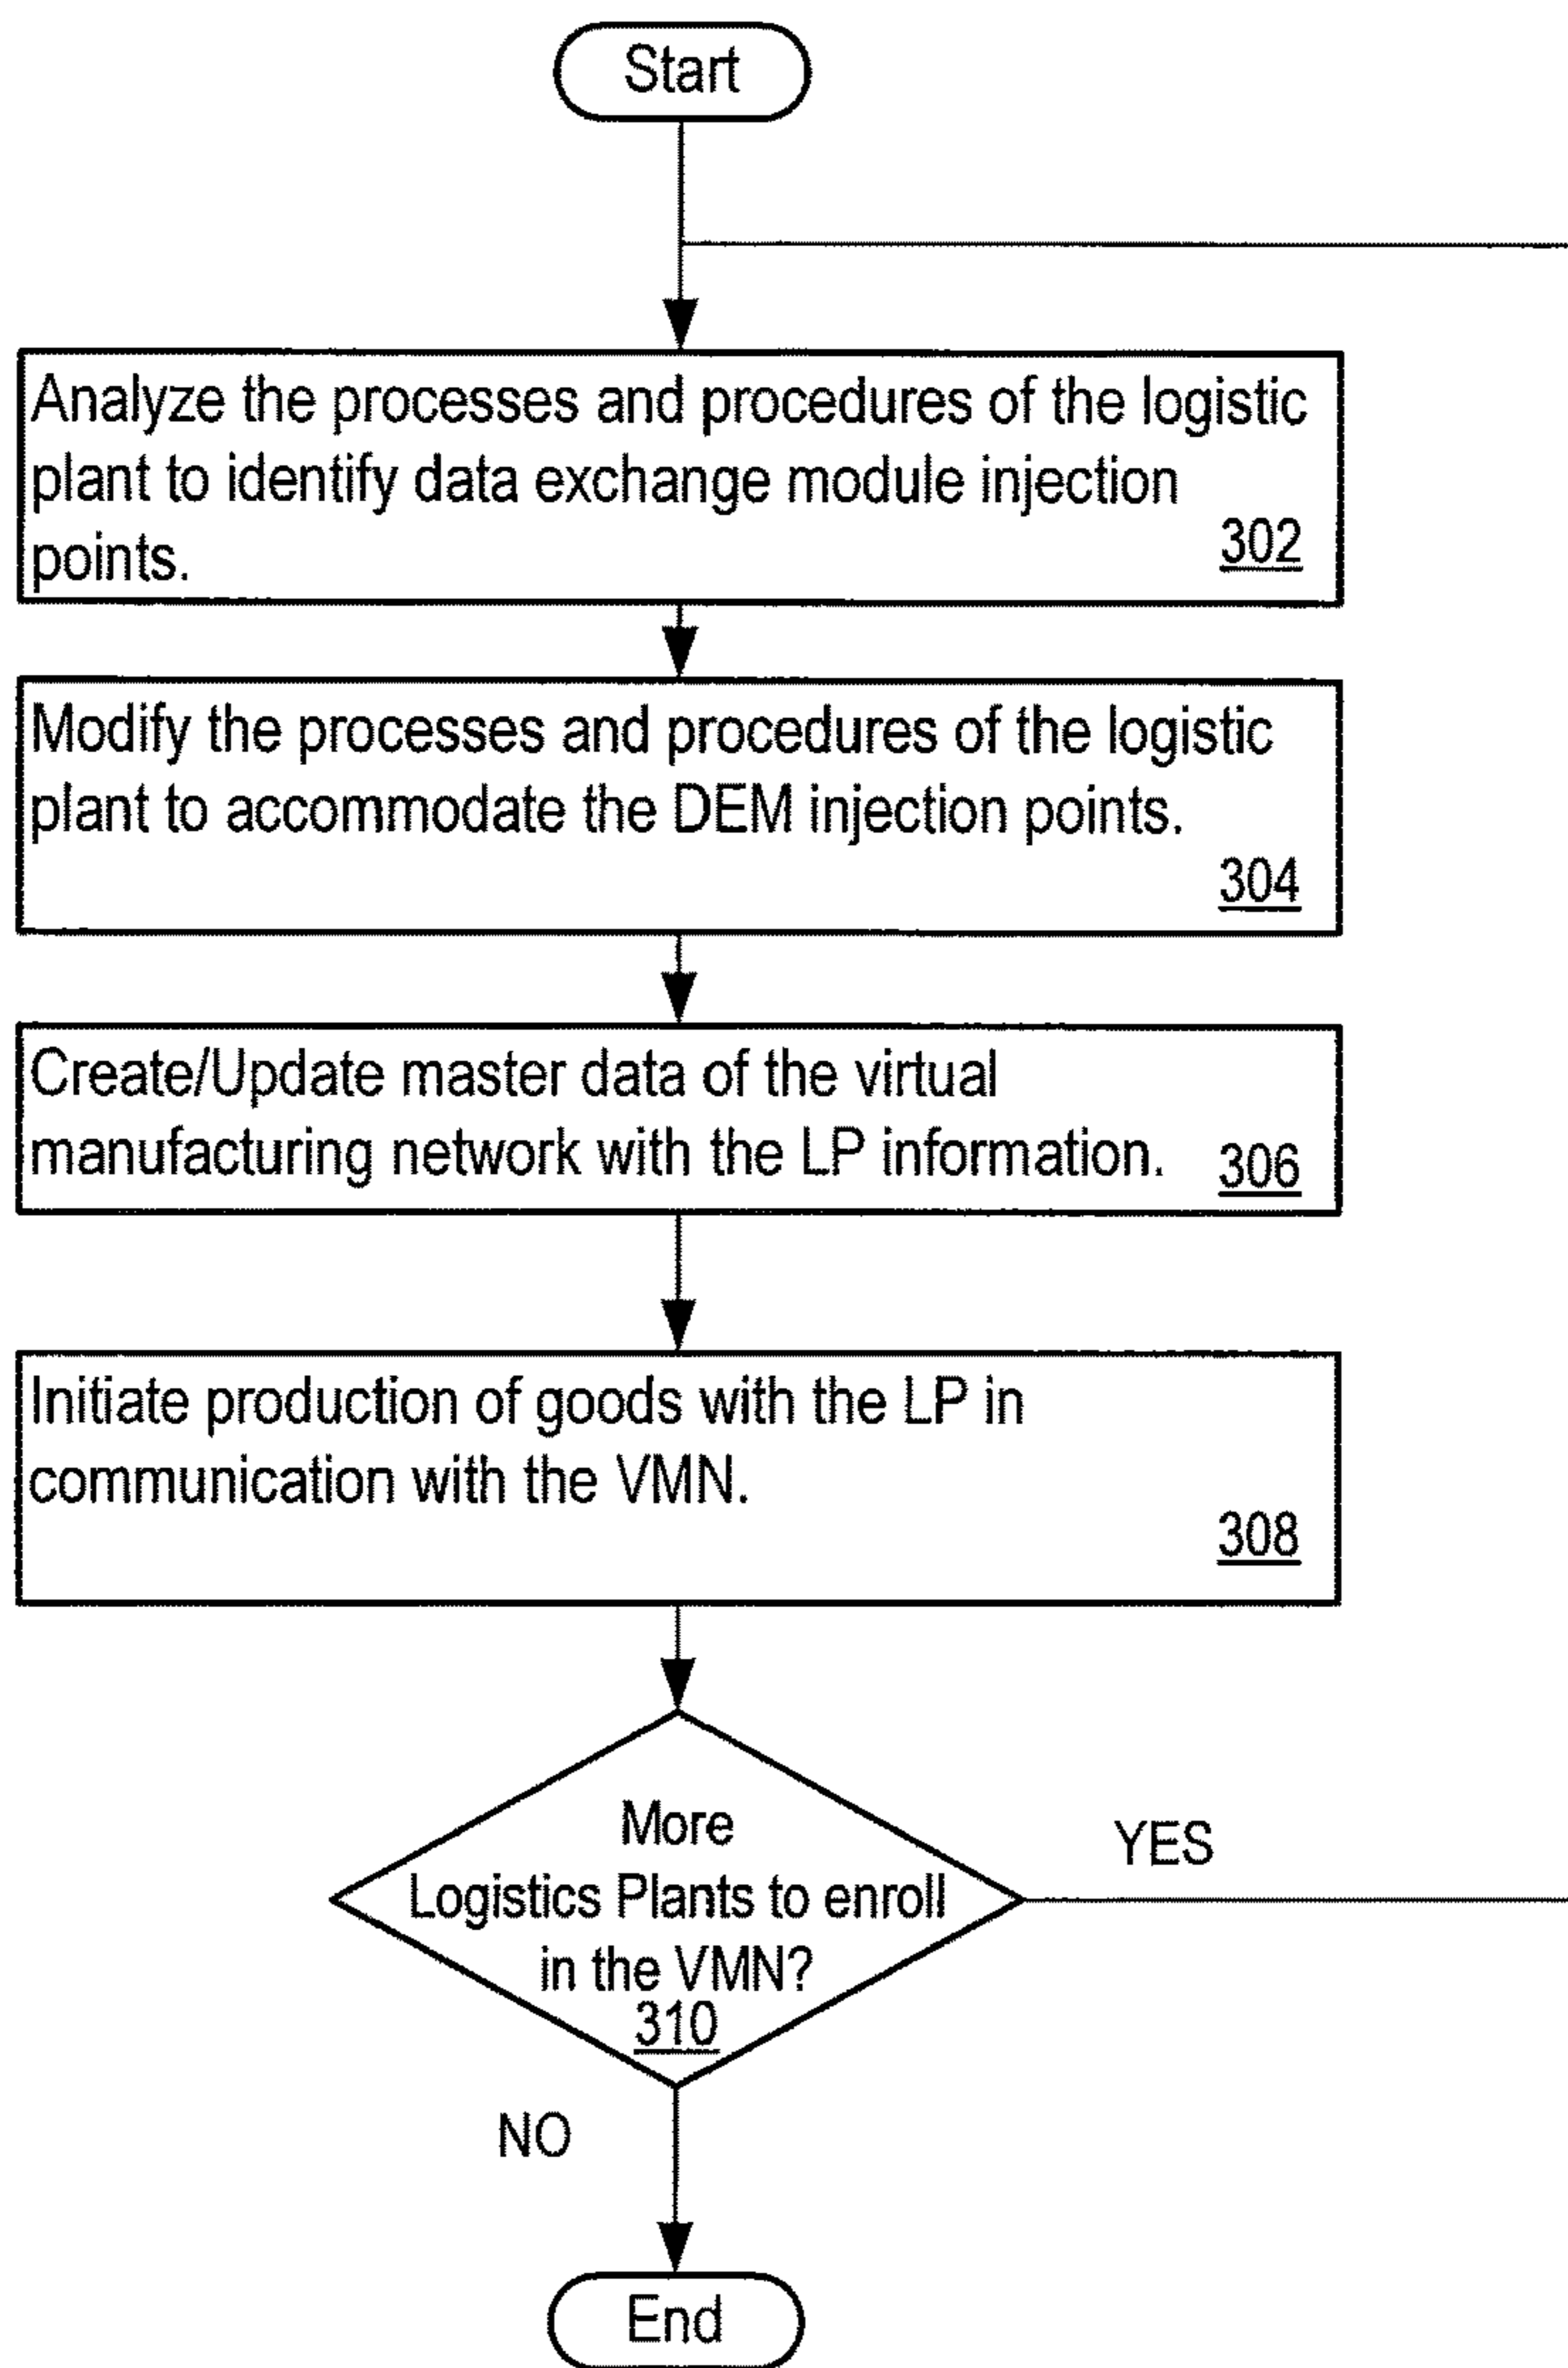 Start
Analyze the processes and procedures of the logistic
plant to identify data exchange module injection
points.
302
Modify the processes and procedures of the logistic
plant to accommodate the DEM injection points.
304
Create/Update master data of the virtual
manufacturing network with the LP information.
306
Initiate production of goods with the LP in
communication with the VMN.
308
More
Logistics Plants to enroll
in the VMN?
310
YES
NO
End